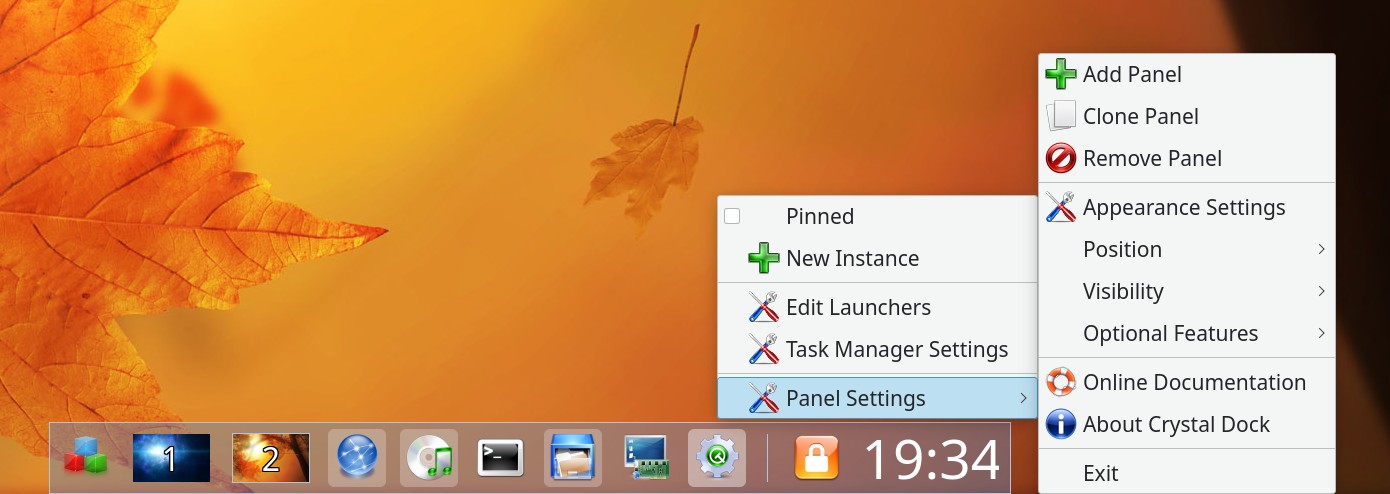 Add Panel
Clone Panel
Remove Panel
Appearance Settings
Position
Visibility
Optional Features
Online Documentation
About Crystal Dock
Exit
Pinned
New Instance
Edit Launchers
Task Manager Settings
Panel Settings
1
2
>_
19:34